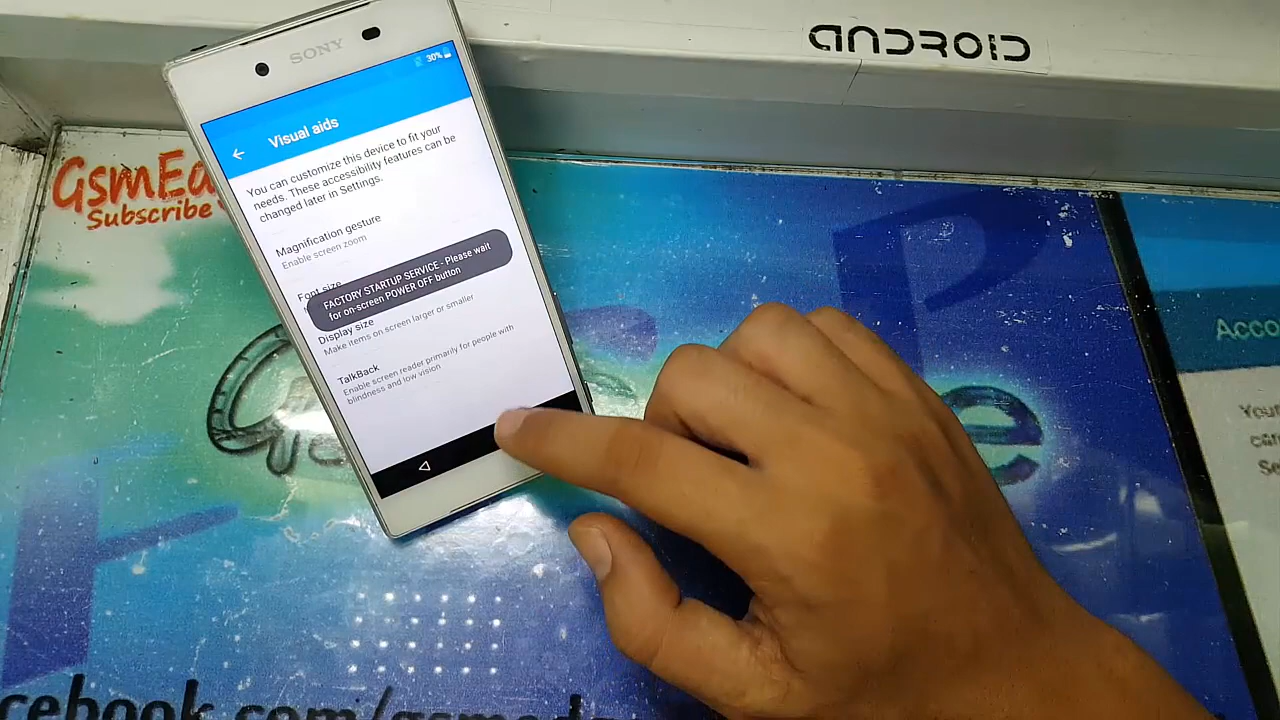 SONY
ANDROID
30%
Visual aids
You can customize this device to fit your
needs. These accessibility features can be
changed later in Settings.
Magnification gesture
Enable screen zoom
Font size
FACTORY STARTUP SERVICE - Please wait
for on-screen POWER OFF button
Display size
Make items on screen larger or smaller
TalkBack
Enable screen reader primarily for people with
blindness and low vision
GsmEd
Subscribe
Acco
Your
can
Se
cebook.com/gsmed